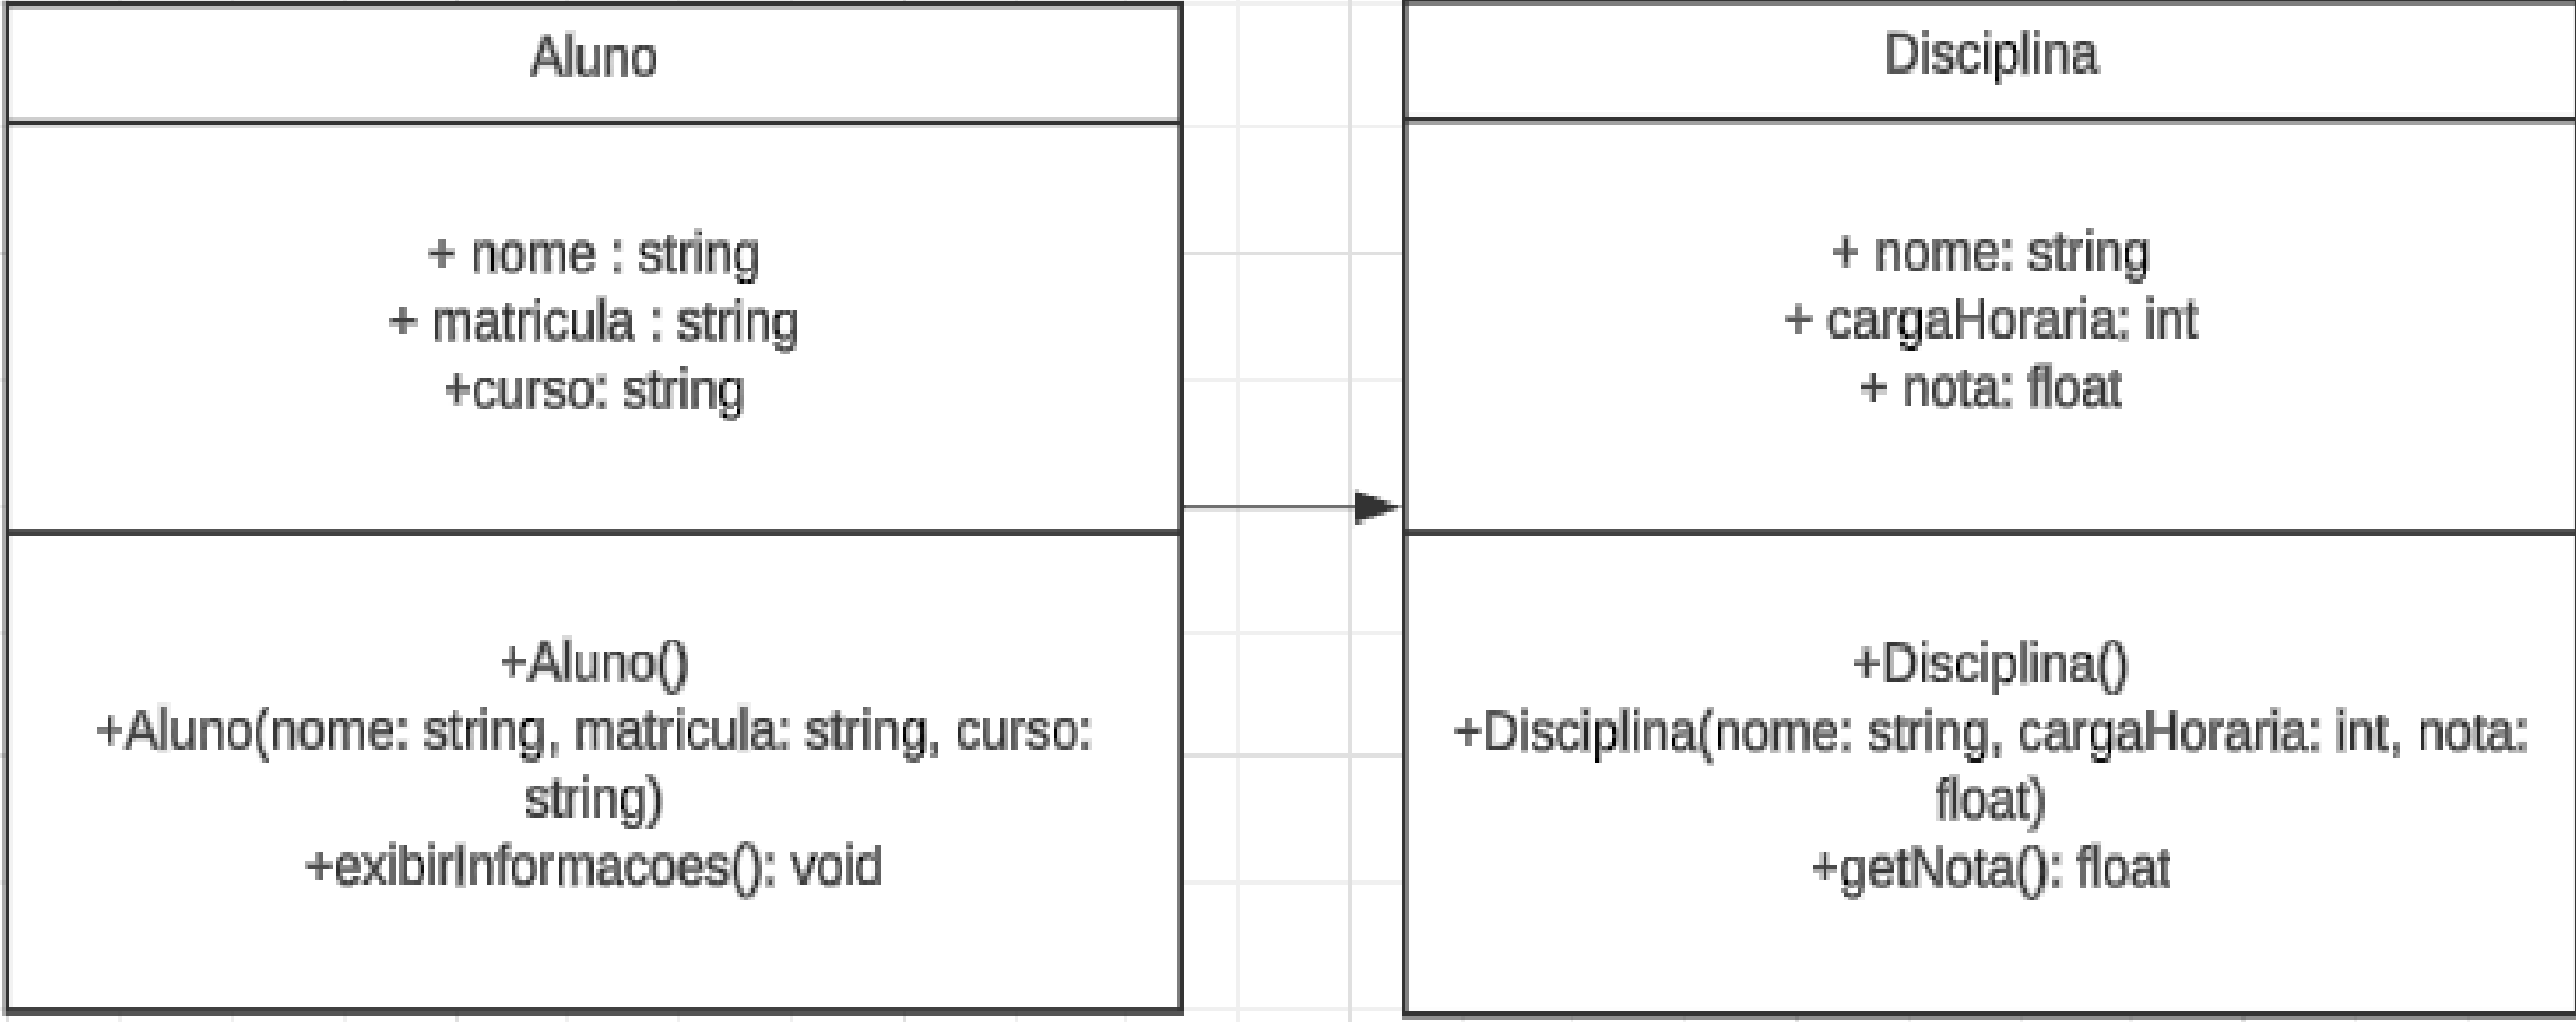 Aluno
+ nome : string
+ matricula : string
+curso: string
+Aluno()
+Aluno(nome: string, matricula: string, curso:
string)
+exibirInformacoes(): void
Disciplina
+ nome: string
+ cargaHoraria: int
+ nota: float
+Disciplina()
+Disciplina(nome: string, cargaHoraria: int, nota:
float)
+getNota(): float